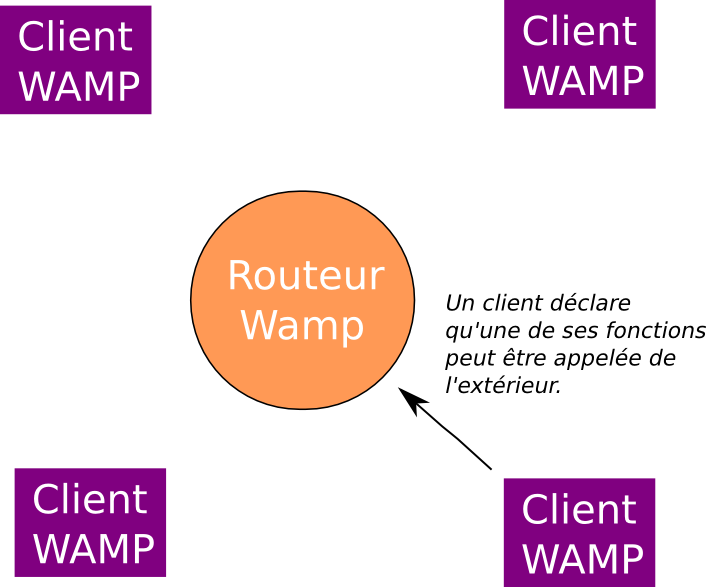 Client
WAMP
Client
WAMP
Routeur
Wamp
Un client déclare
qu'une de ses fonctions
peut être appelée de
l'extérieur.
Client
WAMP
Client
WAMP